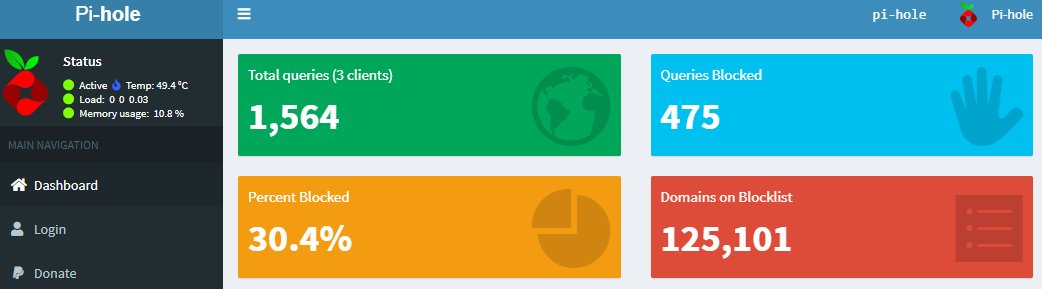 Pi-hole
pi-hole
Pi-hole
Status
Active Temp: 49.4 °C
Load: 0 0 0.03
Memory usage: 10.8 %
MAIN NAVIGATION
Dashboard
Login
Donate
Total queries (3 clients)
1,564
Queries Blocked
475
Percent Blocked
30.4%
Domains on Blocklist
125,101